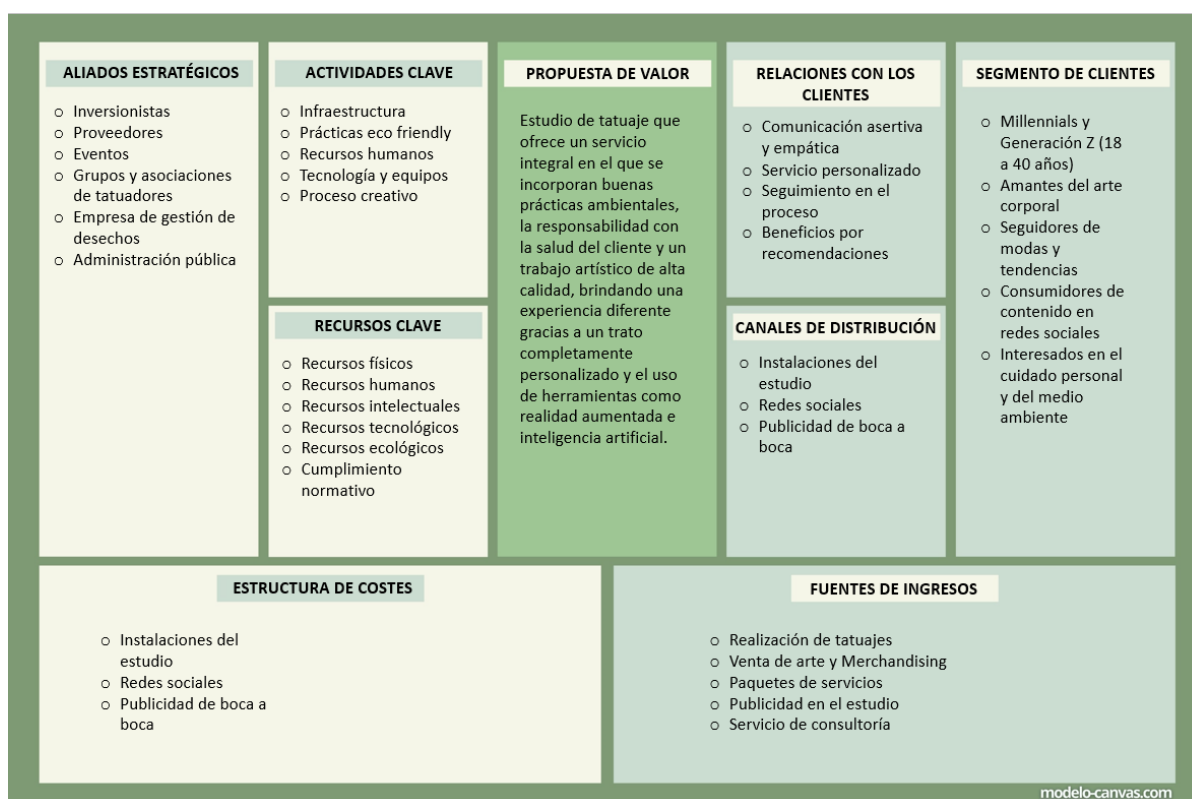 ALIADOS ESTRATÉGICOS
o Inversionistas
o Proveedores
o Eventos
o Grupos y asociaciones
de tatuadores
o Empresa de gestión de
desechos
o Administración pública
ACTIVIDADES CLAVE
o Infraestructura
o Prácticas eco friendly
o Recursos humanos
o Tecnología y equipos
o Proceso creativo
RECURSOS CLAVE
o Recursos físicos
o Recursos humanos
o Recursos intelectuales
o Recursos tecnológicos
o Recursos ecológicos
o Cumplimiento
normativo
PROPUESTA DE VALOR
Estudio de tatuaje que
ofrece un servicio
integral en el que se
incorporan buenas
prácticas ambientales,
la responsabilidad con
la salud del cliente y un
trabajo artístico de alta
calidad, brindando una
experiencia diferente
gracias a un trato
completamente
personalizado y el uso
de herramientas como
realidad aumentada e
inteligencia artificial.
RELACIONES CON LOS
CLIENTES
o Comunicación asertiva
y empática
o Servicio personalizado
o Seguimiento en el
proceso
o Beneficios por
recomendaciones
CANALES DE DISTRIBUCIÓN
o Instalaciones del
estudio
o Redes sociales
o Publicidad de boca a
boca
SEGMENTO DE CLIENTES
o Millennials y
Generación Z (18
a 40 años)
o Amantes del arte
corporal
o Seguidores de
modas y
tendencias
o Consumidores de
contenido en
redes sociales
o Interesados en el
cuidado personal
y del medio
ambiente
ESTRUCTURA DE COSTES
o Instalaciones del
estudio
o Redes sociales
o Publicidad de boca a
boca
FUENTES DE INGRESOS
o Realización de tatuajes
o Venta de arte y Merchandising
o Paquetes de servicios
o Publicidad en el estudio
o Servicio de consultoría
modelo-canvas.com